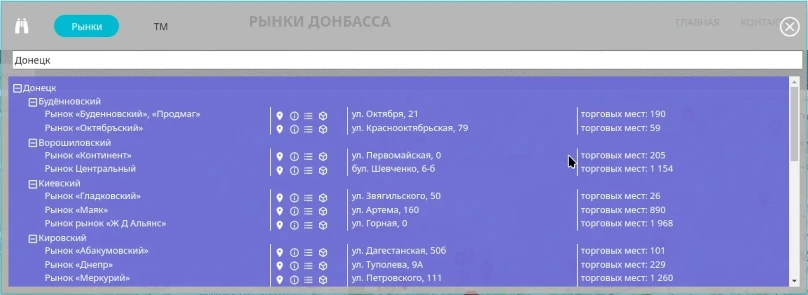 Рынки ТМ РЫНКИ ДОНБАССА ГЛАВНАЯ
Донецк
Донецк
Будённовский
Рынок «Буденновский», «Продмаг» ул. Октября, 21 торговых мест: 190
Рынок «Октябрьский» ул. Краснооктябрьская, 79 торговых мест: 59
Ворошиловский
Рынок «Континент» ул. Первомайская, 0 торговых мест: 205
Рынок Центральный бул. Шевченко, 6-б торговых мест: 1 154
Киевский
Рынок «Гладковский» ул. Звягильского, 50 торговых мест: 26
Рынок «Маяк» ул. Артема, 160 торговых мест: 890
Рынок рынок «Ж Д Альянс» ул. Горная, 0 торговых мест: 1 968
Кировский
Рынок «Абакумовский» ул. Дагестанская, 50б торговых мест: 101
Рынок «Днепр» ул. Туполева, 9А торговых мест: 229
Рынок «Меркурий» ул. Петровского, 111 торговых мест: 1 260